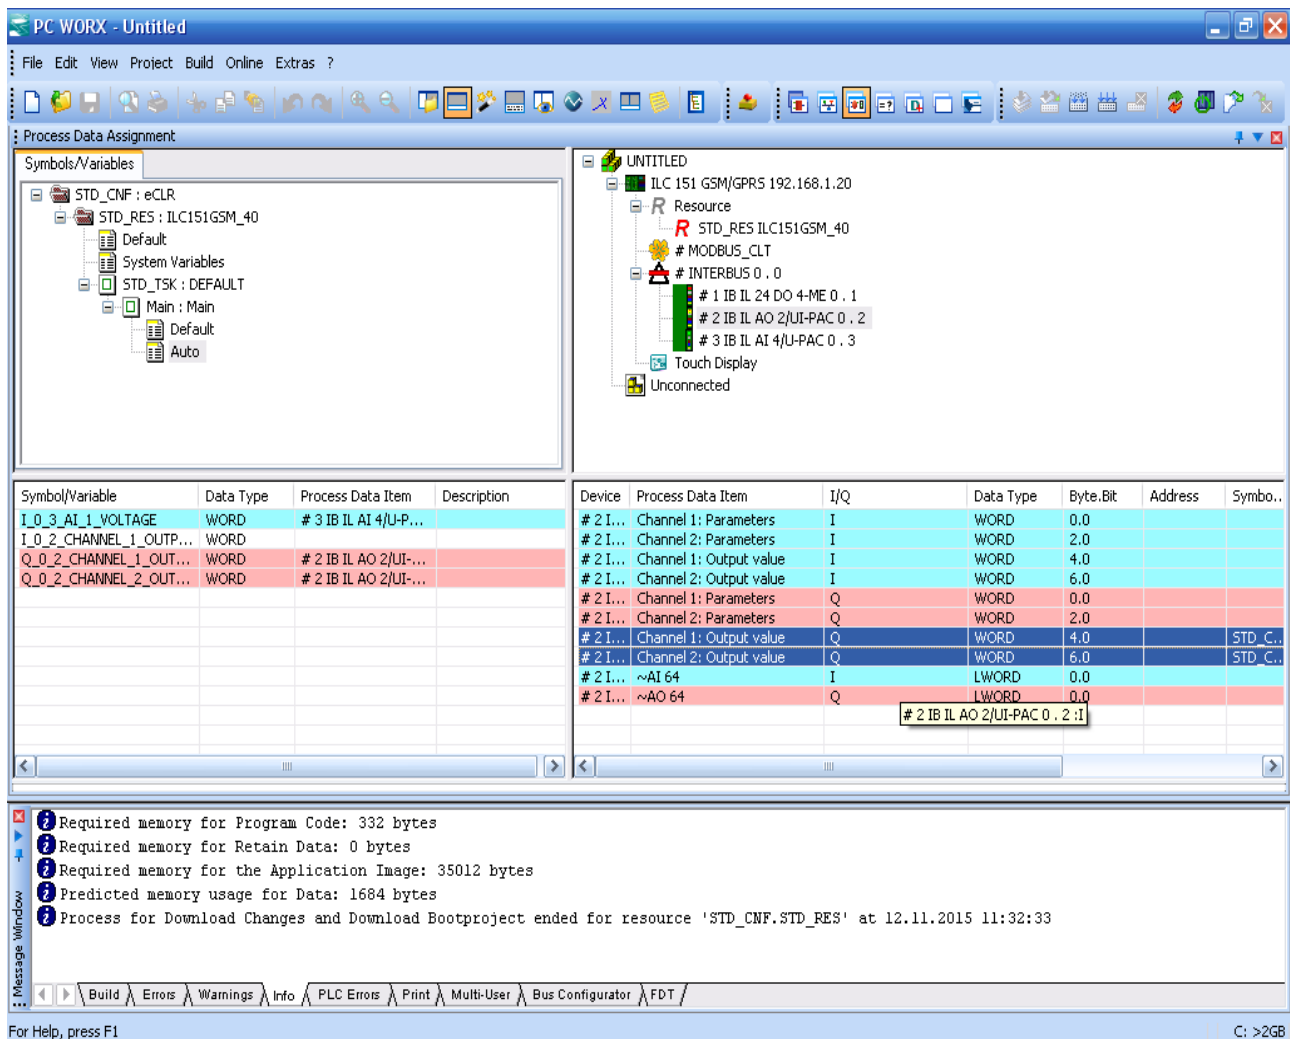 PC WORX - Untitled
File Edit View Project Build Online Extras ?
Process Data Assignment
Symbols/Variables
STD_CNF : eCLR
STD_RES : ILC151GSM_40
Default
System Variables
STD_TSK : DEFAULT
Main : Main
Default
Auto
UNTITLED
ILC 151 GSM/GPRS 192.168.1.20
Resource
STD_RES ILC151GSM_40
# MODBUS_CLT
# INTERBUS 0 . 0
# 1 IB IL 24 DO 4-ME 0 . 1
# 2 IB IL AO 2/UI-PAC 0 . 2
# 3 IB IL AI 4/U-PAC 0 . 3
Touch Display
Unconnected
Symbol/Variable Data Type Process Data Item Description
I_0_3_AI_1_VOLTAGE WORD # 3 IB IL AI 4/U-P...
I_0_2_CHANNEL_1_OUTP... WORD
Q_0_2_CHANNEL_1_OUT... WORD # 2 IB IL AO 2/UI-...
Q_0_2_CHANNEL_2_OUT... WORD # 2 IB IL AO 2/UI-...
Device Process Data Item I/Q Data Type Byte.Bit Address Symbo..
# 2 I... Channel 1: Parameters I WORD 0.0
# 2 I... Channel 2: Parameters I WORD 2.0
# 2 I... Channel 1: Output value I WORD 4.0
# 2 I... Channel 2: Output value I WORD 6.0
# 2 I... Channel 1: Parameters Q WORD 0.0
# 2 I... Channel 2: Parameters Q WORD 2.0
# 2 I... Channel 1: Output value Q WORD 4.0 STD_C..
# 2 I... Channel 2: Output value Q WORD 6.0 STD_C..
# 2 I... ~AI 64 I LWORD 0.0
# 2 I... ~AO 64 Q LWORD 0.0
# 2 IB IL AO 2/UI-PAC 0 . 2 :I
Required memory for Program Code: 332 bytes
Required memory for Retain Data: 0 bytes
Required memory for the Application Image: 35012 bytes
Predicted memory usage for Data: 1684 bytes
Process for Download Changes and Download Bootproject ended for resource 'STD_CNF.STD_RES' at 12.11.2015 11:32:33
Message Window
Build Errors Warnings Info PLC Errors Print Multi-User Bus Configurator FDT
For Help, press F1
C: >2GB